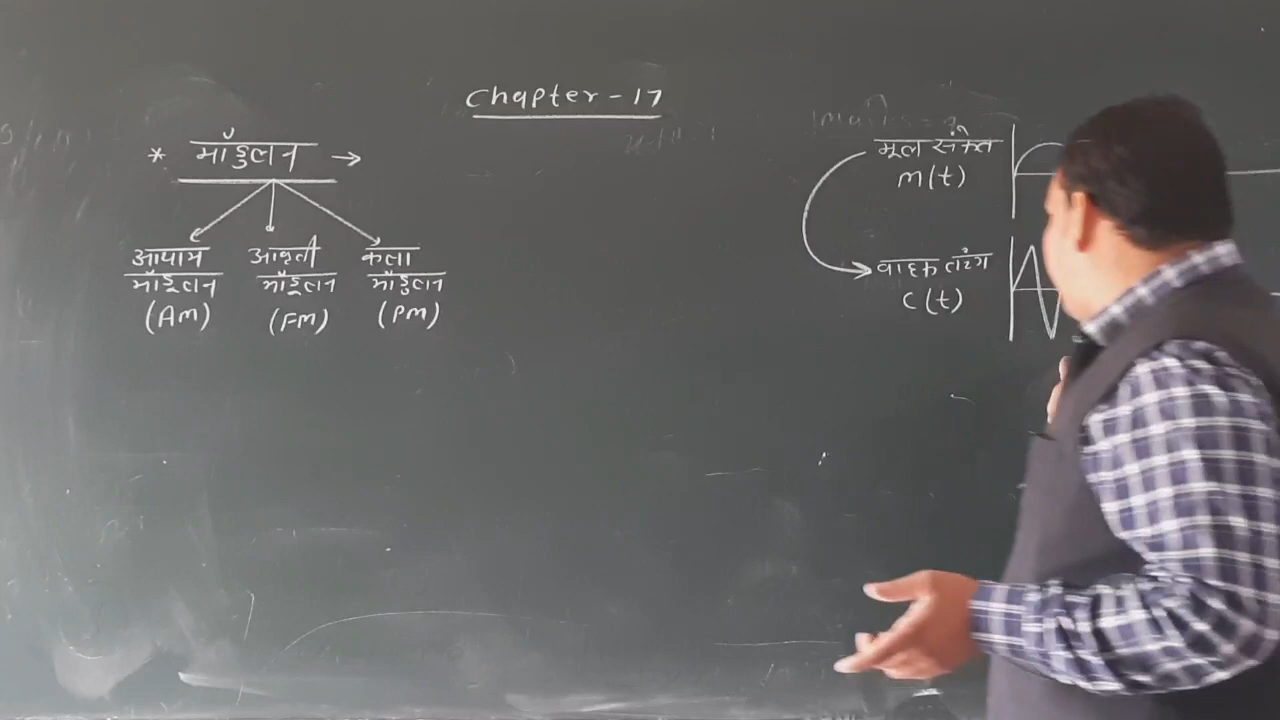 Chapter - 17
* मॉडुलन →
आयाम
मॉडूलन
(Am)
आवृती
मॉडूलन
(Fm)
कला
मॉडुलन
(Pm)
मूल संकेत
m(t)
वाहक तरंग
c(t)